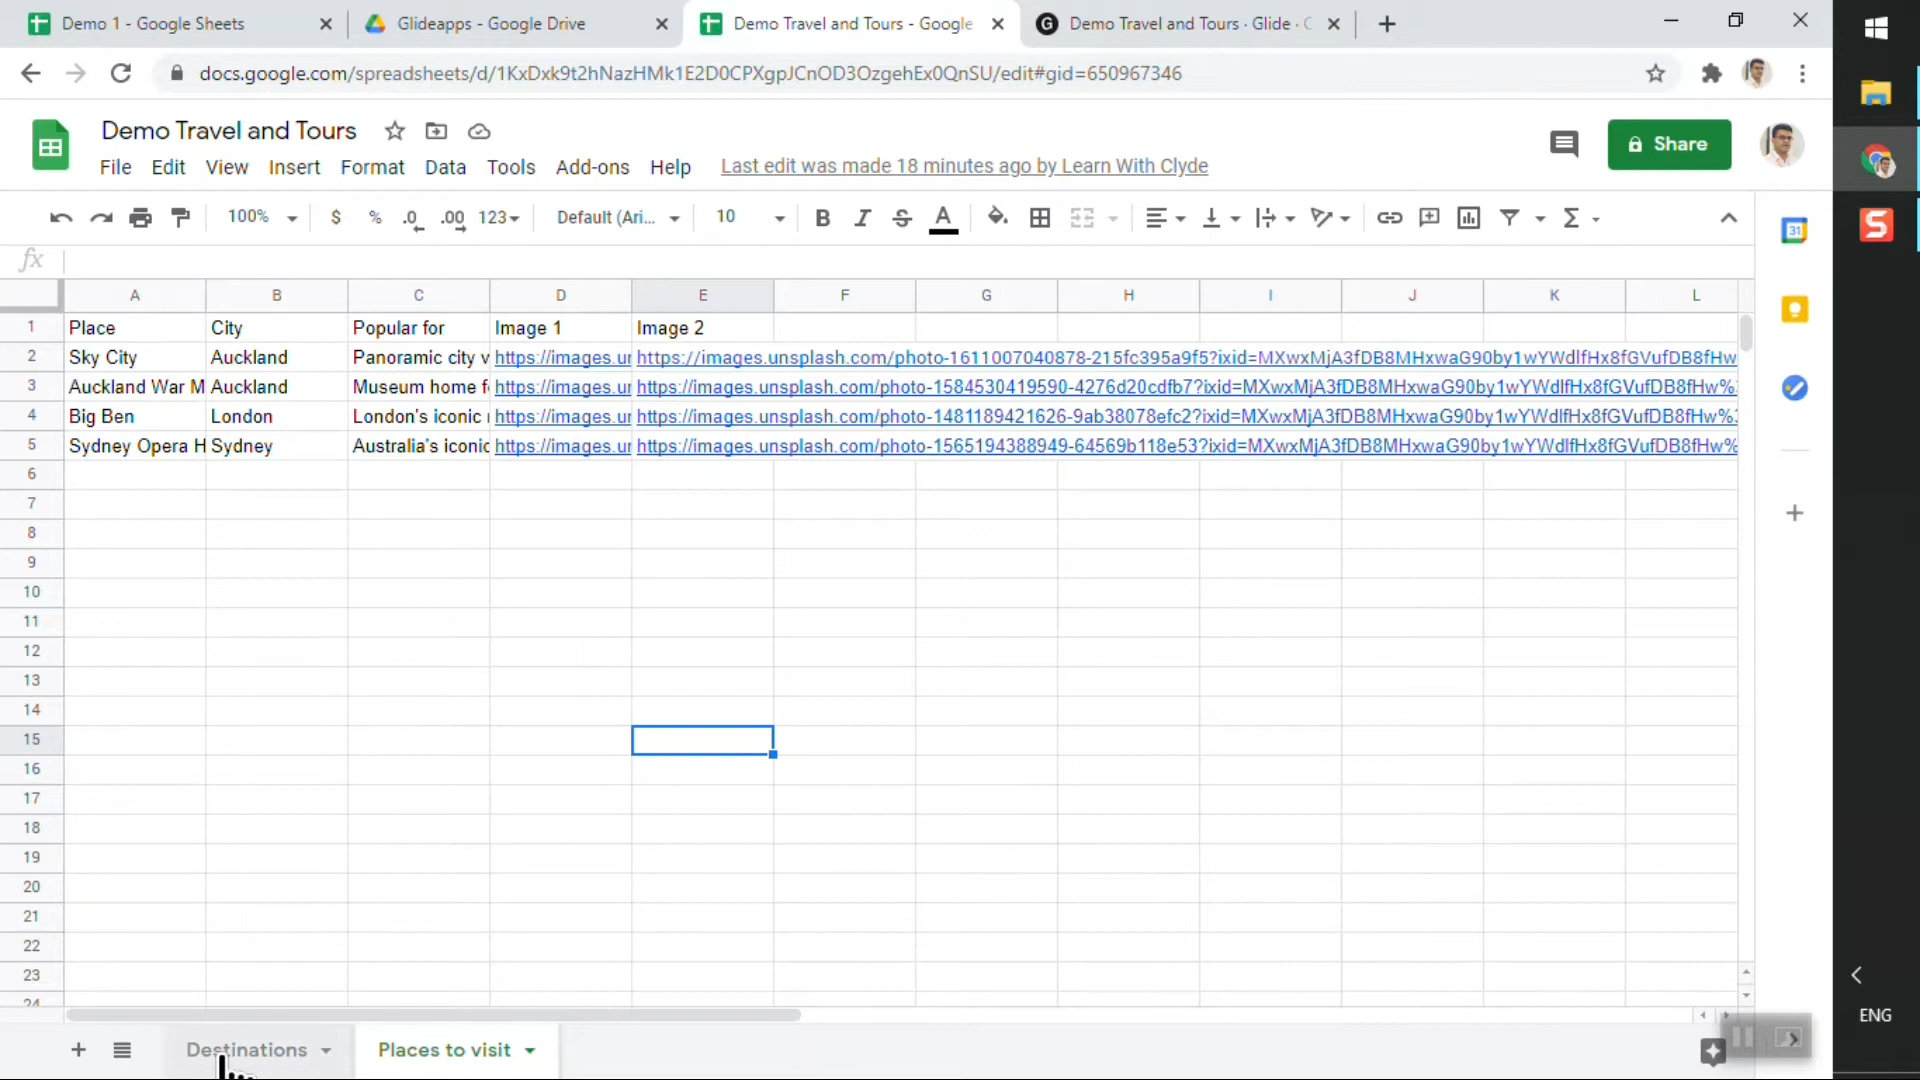 Demo 1 - Google Sheets
Glideapps - Google Drive
Demo Travel and Tours - Google
Demo Travel and Tours · Glide ·
docs.google.com/spreadsheets/d/1KxDxk9t2hNazHMk1E2D0CPXgpJCnOD3OzgehEx0QnSU/edit#gid=650967346
Demo Travel and Tours
File Edit View Insert Format Data Tools Add-ons Help Last edit was made 18 minutes ago by Learn With Clyde
Share
100% $ % .0 .00 123 Default (Ari... 10 B I S A Σ
31
fx
A B C D E F G H I J K L
1 Place City Popular for Image 1 Image 2
2 Sky City Auckland Panoramic city v https://images.ur https://images.unsplash.com/photo-1611007040878-215fc395a9f5?ixid=MXwxMjA3fDB8MHxwaG90by1wYWdlfHx8fGVufDB8fHw
3 Auckland War M Auckland Museum home f https://images.ur https://images.unsplash.com/photo-1584530419590-4276d20cdfb7?ixid=MXwxMjA3fDB8MHxwaG90by1wYWdlfHx8fGVufDB8fHw%
4 Big Ben London London's iconic https://images.ur https://images.unsplash.com/photo-1481189421626-9ab38078efc2?ixid=MXwxMjA3fDB8MHxwaG90by1wYWdlfHx8fGVufDB8fHw%
5 Sydney Opera H Sydney Australia's iconic https://images.ur https://images.unsplash.com/photo-1565194388949-64569b118e53?ixid=MXwxMjA3fDB8MHxwaG90by1wYWdlfHx8fGVufDB8fHw%
6
7
8
9
10
11
12
13
14
15
16
17
18
19
20
21
22
23
24
ENG
Destinations
Places to visit